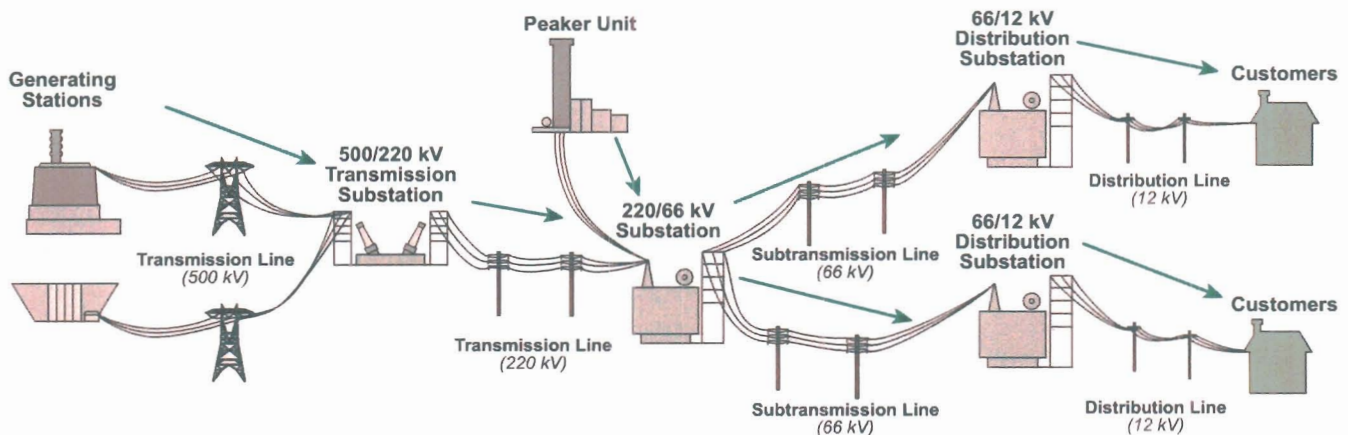 Peaker Unit
66/12 kV
Distribution
Substation
Customers
Generating
Stations
500/220 kV
Transmission
Substation
220/66 kV
Substation
Distribution Line
(12 kV)
66/12 kV
Distribution
Substation
Transmission Line
(500 kV)
Subtransmission Line
(66 kV)
Customers
Transmission Line
(220 kV)
Subtransmission Line
(66 kV)
Distribution Line
(12 kV)